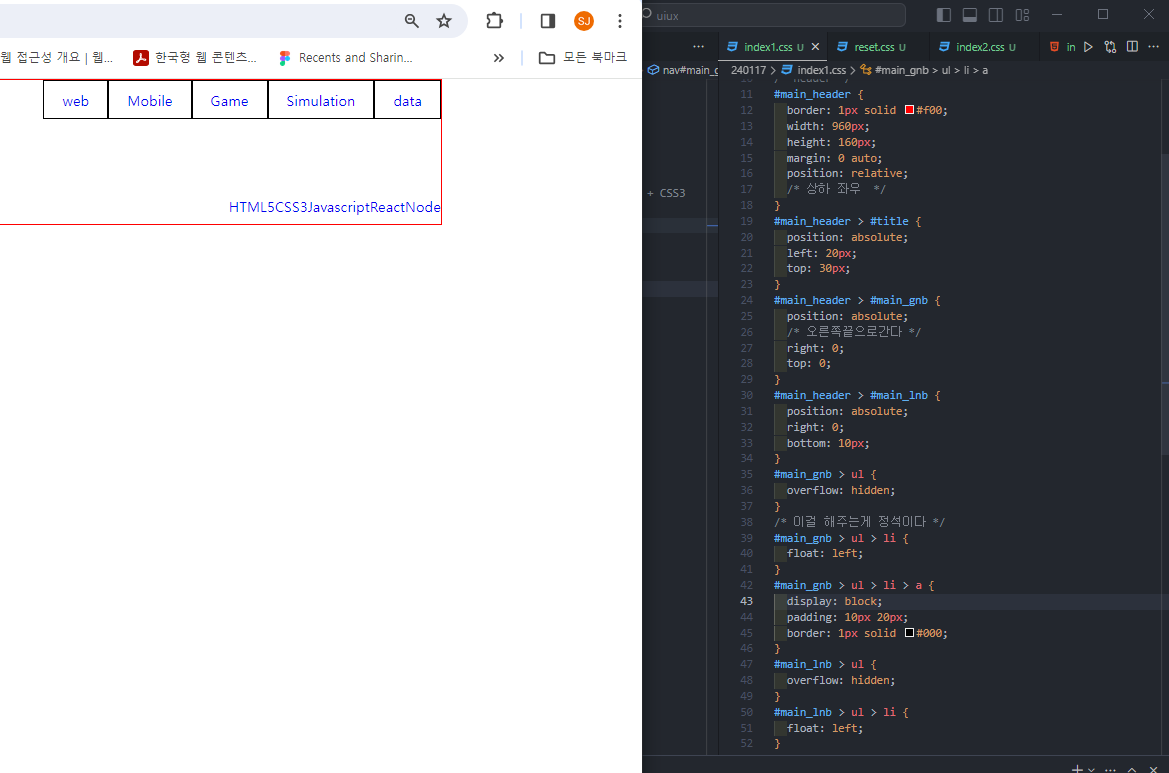 SJ
웹 접근성 개요 | 웹...
한국형 웹 콘텐츠...
Recents and Sharin...
»
모든 북마크
web
Mobile
Game
Simulation
data
HTML5CSS3JavascriptReactNode
uiux
index1.css U
reset.css U
index2.css U
in
nav#main_g
240117 > index1.css > #main_gnb > ul > li > a
+ CSS3
11 #main_header {
12 border: 1px solid #f00;
13 width: 960px;
14 height: 160px;
15 margin: 0 auto;
16 position: relative;
17 /* 상하 좌우 */
18 }
19 #main_header > #title {
20 position: absolute;
21 left: 20px;
22 top: 30px;
23 }
24 #main_header > #main_gnb {
25 position: absolute;
26 /* 오른쪽끝으로간다 */
27 right: 0;
28 top: 0;
29 }
30 #main_header > #main_lnb {
31 position: absolute;
32 right: 0;
33 bottom: 10px;
34 }
35 #main_gnb > ul {
36 overflow: hidden;
37 }
38 /* 이걸 해주는게 정석이다 */
39 #main_gnb > ul > li {
40 float: left;
41 }
42 #main_gnb > ul > li > a {
43 display: block;
44 padding: 10px 20px;
45 border: 1px solid #000;
46 }
47 #main_lnb > ul {
48 overflow: hidden;
49 }
50 #main_lnb > ul > li {
51 float: left;
52 }